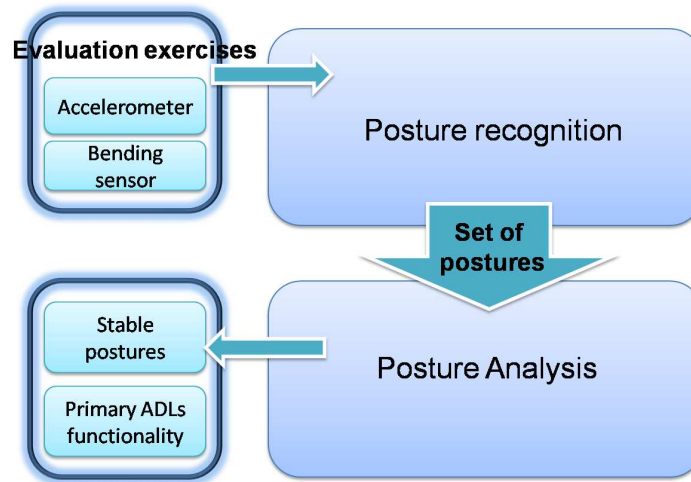 Evaluation exercises
Accelerometer
Bending
sensor
Posture recognition
Set of
postures
Stable
postures
Primary ADLs
functionality
Posture Analysis